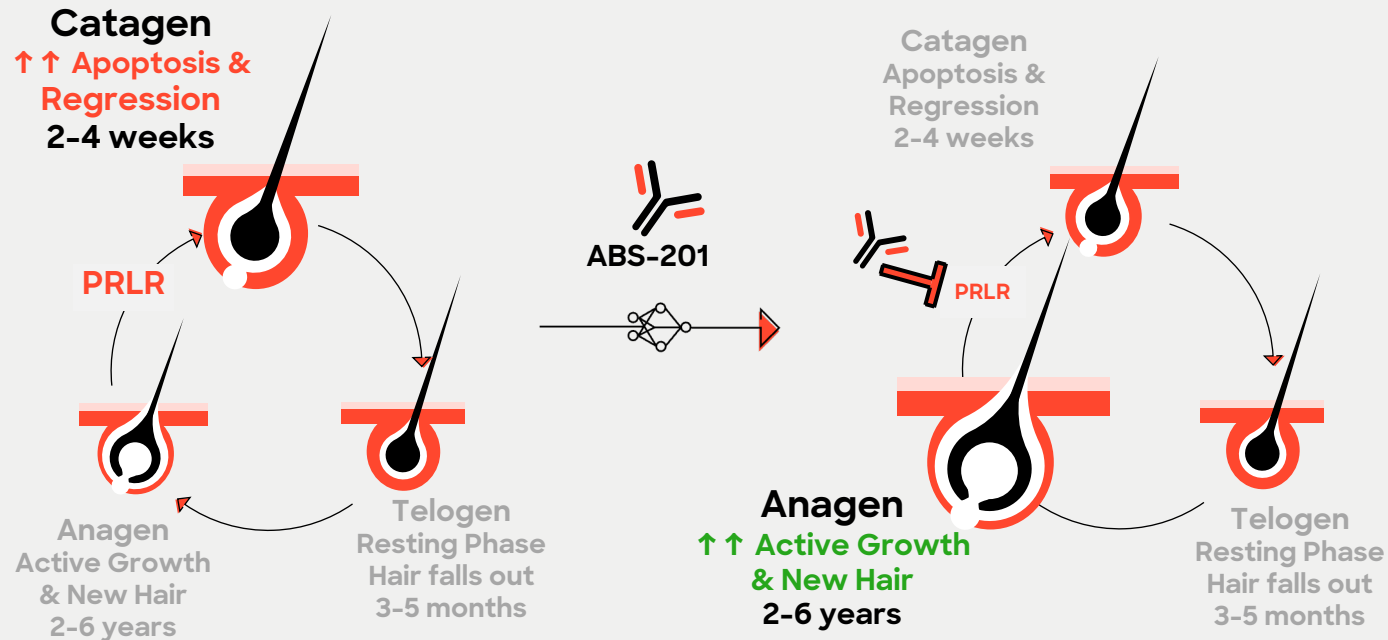 Catagen
↑↑ Apoptosis &
Regression
2-4 weeks
PRLR
Anagen
Active Growth
& New Hair
2-6 years
Telogen
Resting Phase
Hair falls out
3-5 months
ABS-201
Catagen
Apoptosis &
Regression
2-4 weeks
PRLR
Anagen
↑↑ Active Growth
& New Hair
2-6 years
Telogen
Resting Phase
Hair falls out
3-5 months